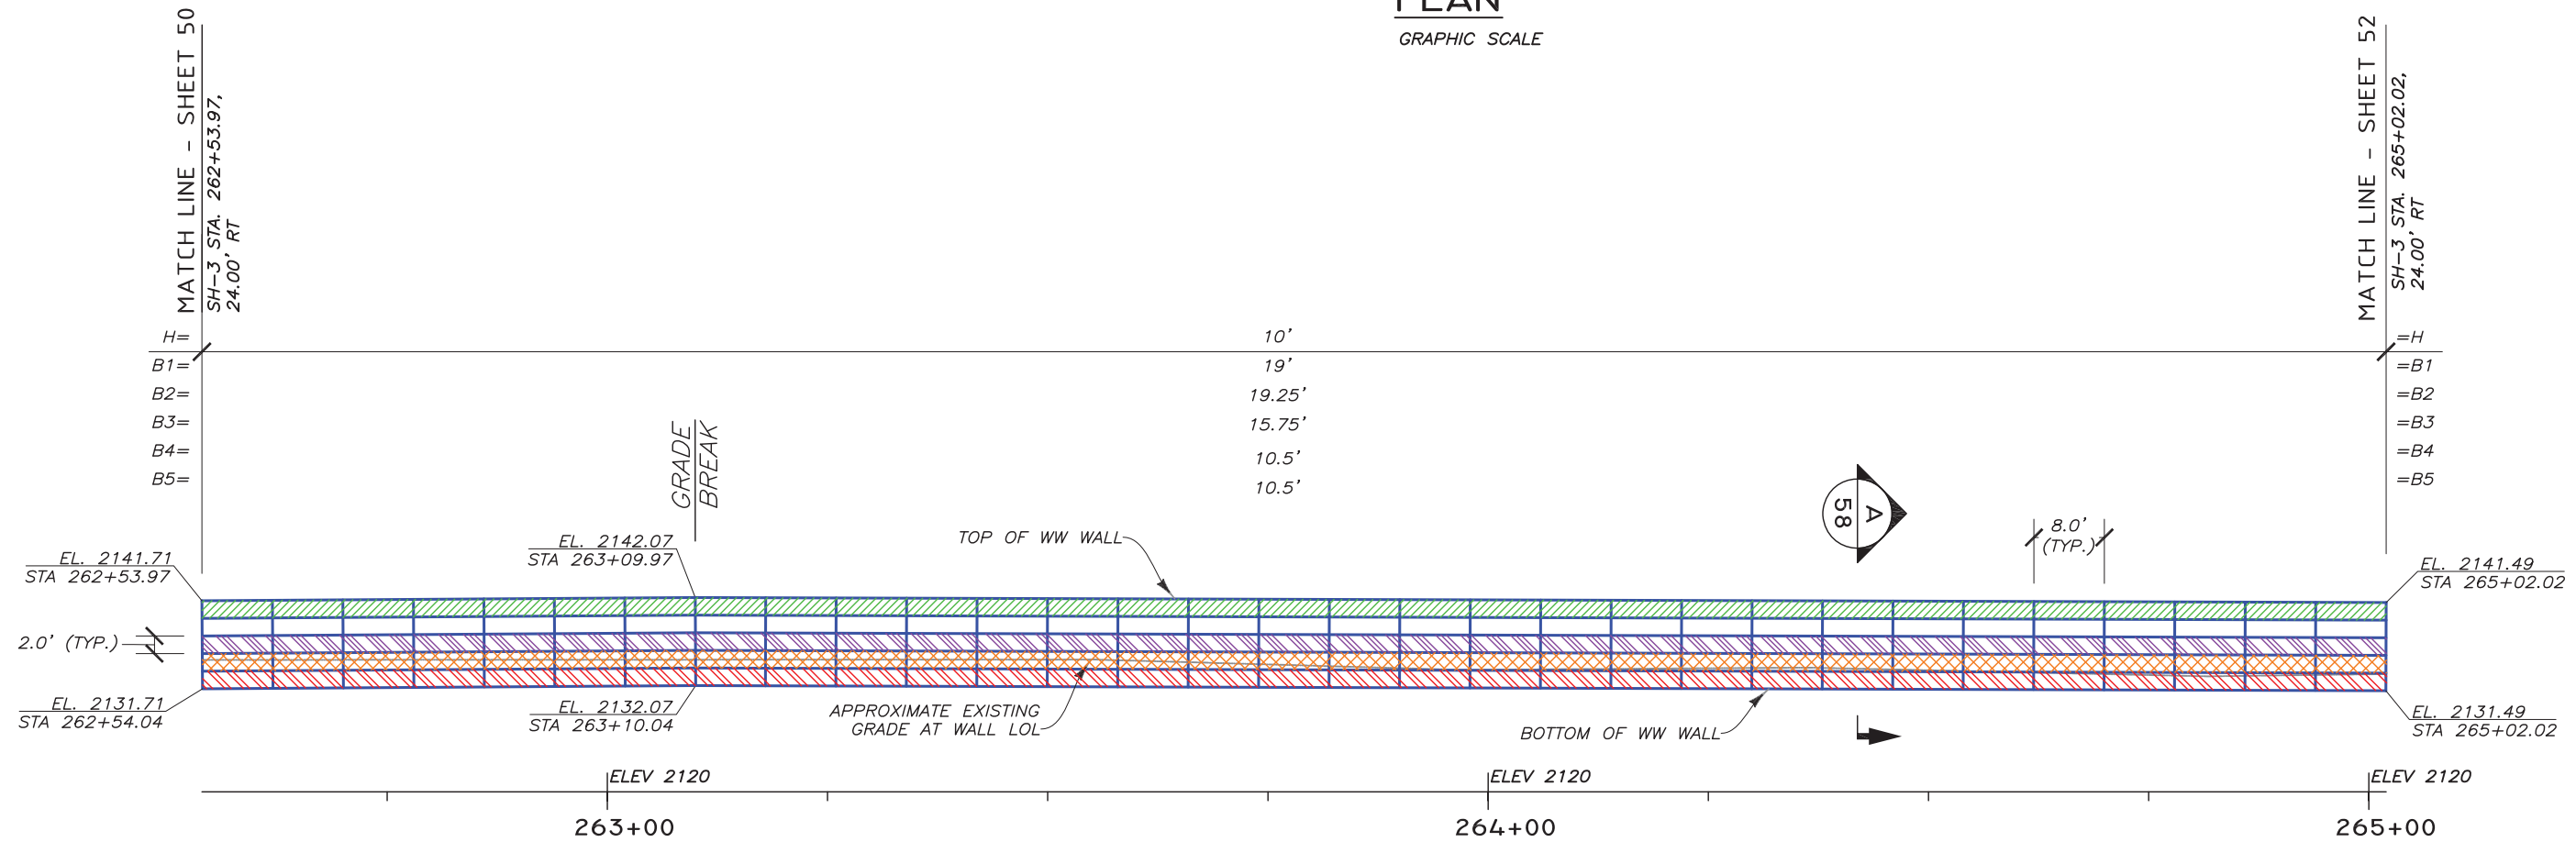 PLAN
GRAPHIC SCALE
MATCH LINE - SHEET 50
SH-3 STA. 262+53.97,
24.00' RT
MATCH LINE - SHEET 52
SH-3 STA. 265+02.02,
24.00' RT
H= 10' =H
B1= 19' =B1
B2= 19.25' =B2
B3= 15.75' =B3
B4= 10.5' =B4
B5= 10.5' =B5
GRADE
BREAK
A
58
8.0'
(TYP.)
TOP OF WW WALL
EL. 2142.07
STA 263+09.97
EL. 2141.71
STA 262+53.97
EL. 2141.49
STA 265+02.02
2.0' (TYP.)
EL. 2131.71
STA 262+54.04
EL. 2132.07
STA 263+10.04
APPROXIMATE EXISTING
GRADE AT WALL LOL
BOTTOM OF WW WALL
EL. 2131.49
STA 265+02.02
ELEV 2120 ELEV 2120 ELEV 2120
263+00 264+00 265+00